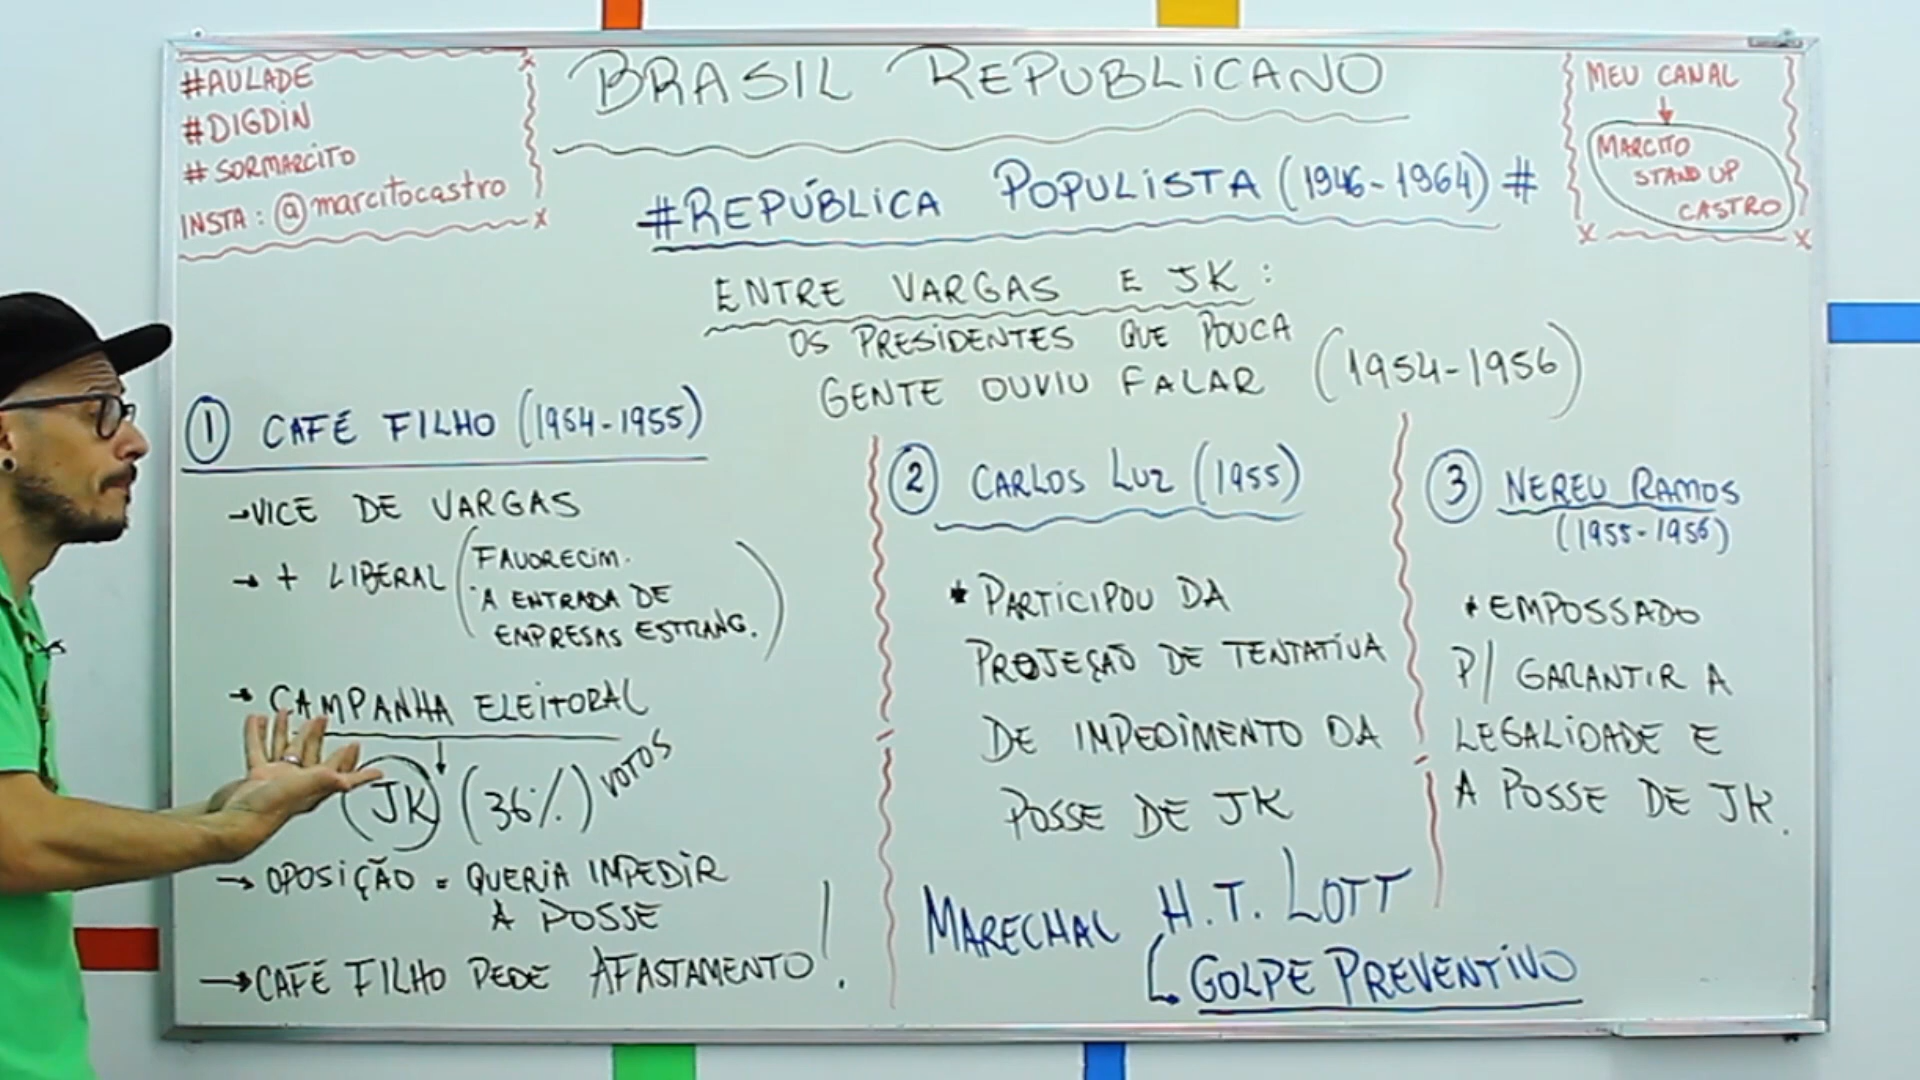 #AULADE
#DIGDIN
#SORMARCITO
INSTA: @marcitocastro
BRASIL REPUBLICANO
#REPÚBLICA POPULISTA (1946-1964)#
MEU CANAL
MARCITO
STAND UP
CASTRO
ENTRE VARGAS E JK:
OS PRESIDENTES QUE POUCA
GENTE OUVIU FALAR (1954-1956)
1 CAFÉ FILHO (1954-1955)
→VICE DE VARGAS
→ + LIBERAL (FAVORECIM.
A ENTRADA DE
EMPRESAS ESTRANG.)
→ CAMPANHA ELEITORAL
↓
JK (36%) VOTOS
→ OPOSIÇÃO = QUERIA IMPEDIR
A POSSE
→CAFÉ FILHO PEDE AFASTAMENTO!
2 CARLOS LUZ (1955)
* PARTICIPOU DA
PROJEÇÃO DE TENTATIVA
DE IMPEDIMENTO DA
POSSE DE JK
3 NEREU RAMOS
(1955-1956)
* EMPOSSADO
P/ GARANTIR A
LEGALIDADE E
A POSSE DE JK.
MARECHAL H.T. LOTT
↳ GOLPE PREVENTIVO